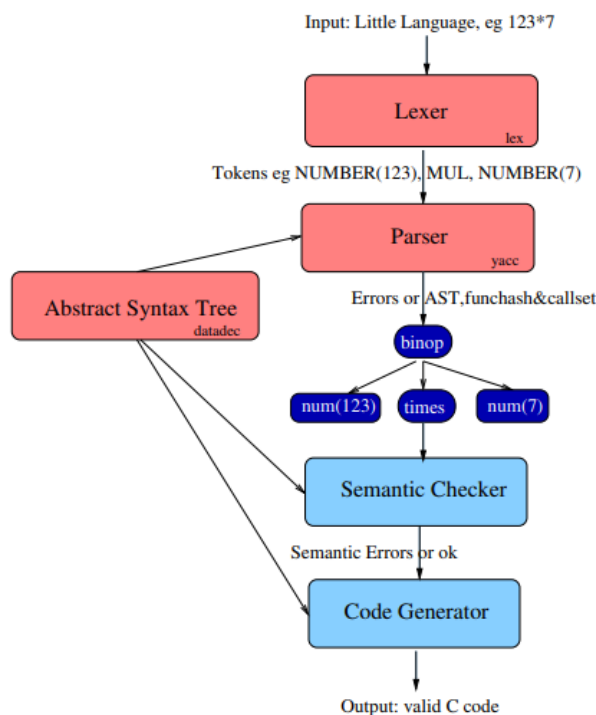 Input: Little Language, eg 123*7
Lexer
lex
Tokens eg NUMBER(123), MUL, NUMBER(7)
Parser
yacc
Abstract Syntax Tree
datadec
Errors or AST,funchash&callset
binop
num(123)
times
num(7)
Semantic Checker
Semantic Errors or ok
Code Generator
Output: valid C code